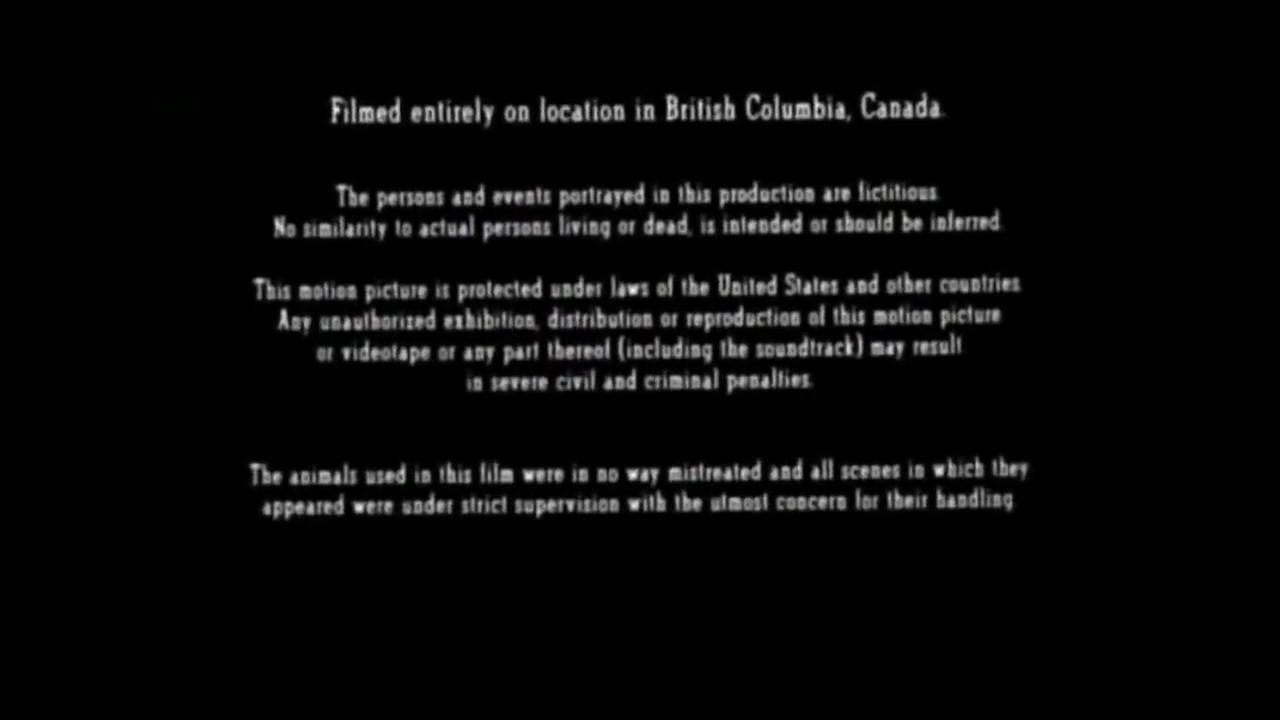 Filmed entirely on location in British Columbia, Canada.
The persons and events portrayed in this production are fictitious.
No similarity to actual persons living or dead, is intended or should be inferred.
This motion picture is protected under laws of the United States and other countries.
Any unauthorized exhibition, distribution or reproduction of this motion picture
or videotape or any part thereof (including the soundtrack) may result
in severe civil and criminal penalties.
The animals used in this film were in no way mistreated and all scenes in which they
appeared were under strict supervision with the utmost concern for their handling